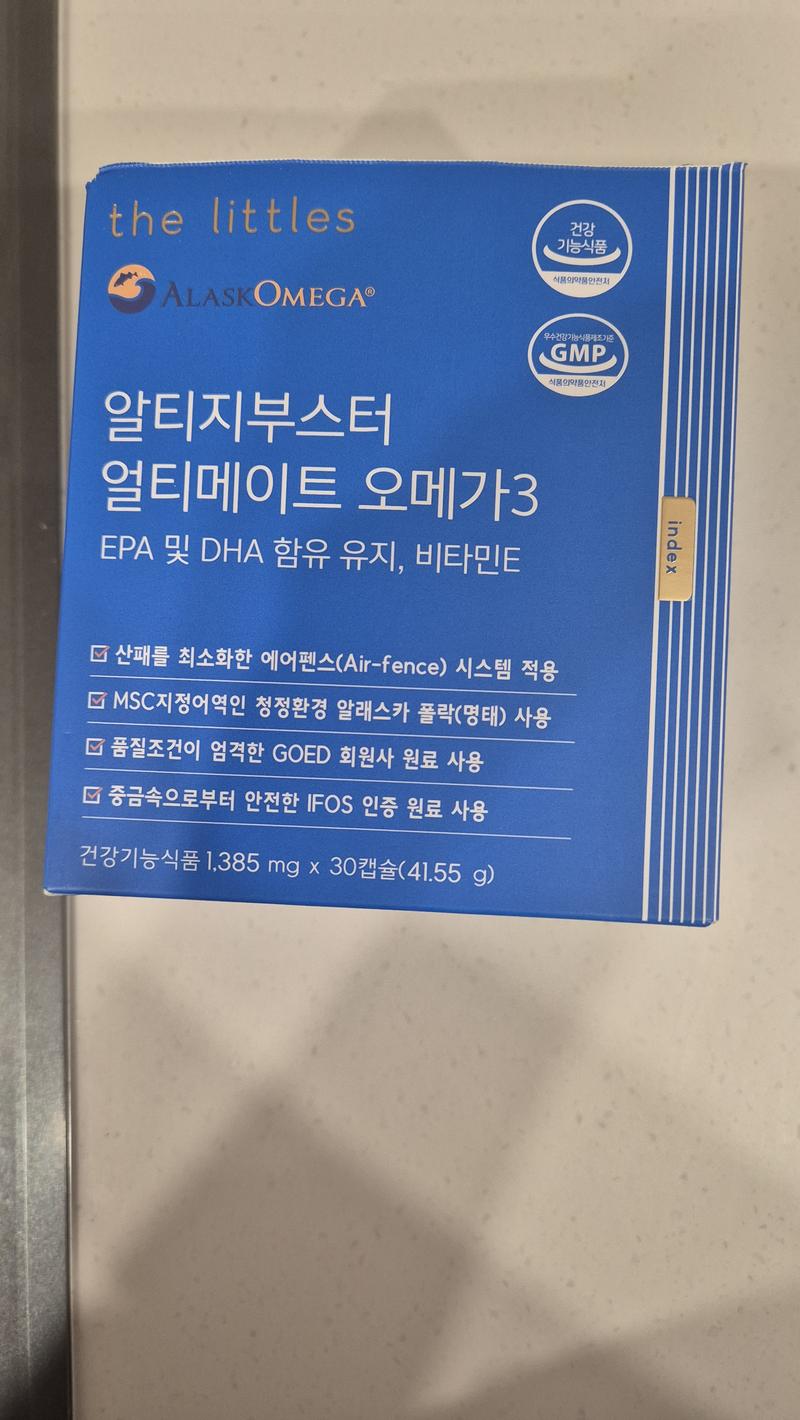 the littles
ALASKOMEGA®
건강
기능식품
식품의약품안전처
우수건강기능식품제조기준
GMP
식품의약품안전처
알티지부스터
얼티메이트 오메가3
EPA 및 DHA 함유 유지, 비타민E
index
산패를 최소화한 에어펜스(Air-fence) 시스템 적용
MSC지정어역인 청정환경 알래스카 폴락(명태) 사용
품질조건이 엄격한 GOED 회원사 원료 사용
중금속으로부터 안전한 IFOS 인증 원료 사용
건강기능식품 1,385 mg x 30캡슐(41.55 g)